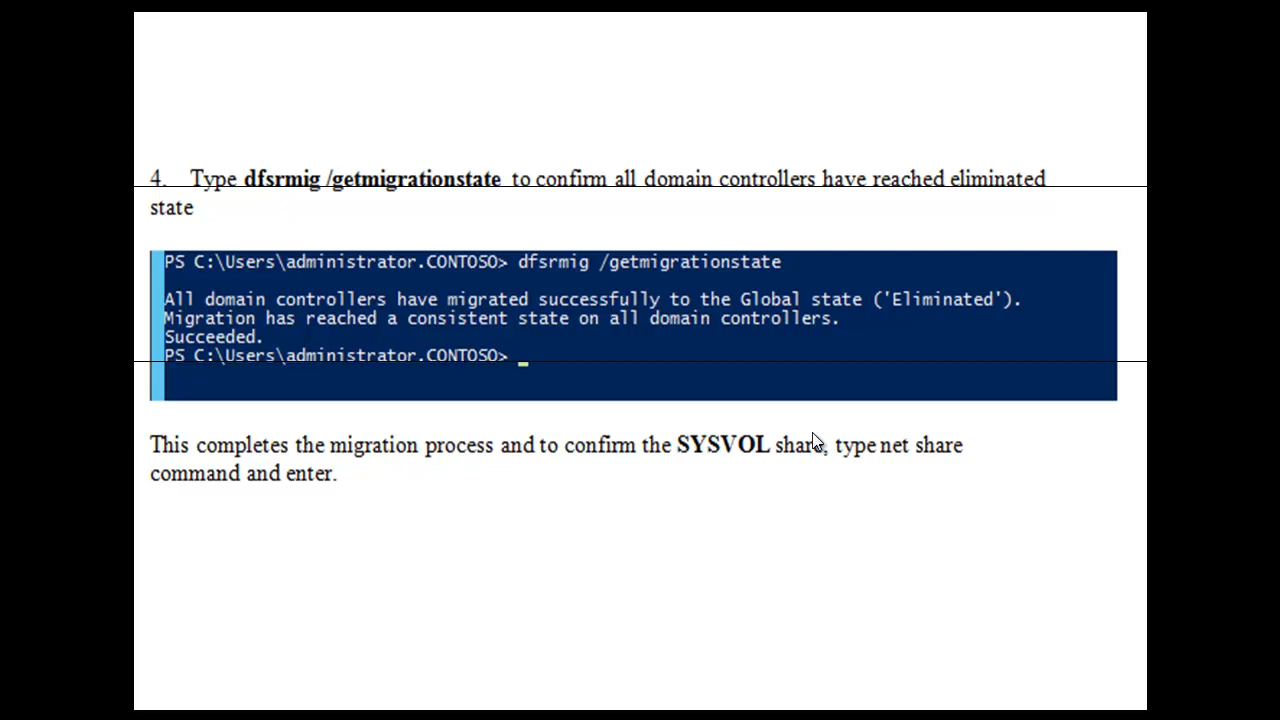 4. Type dfsrmig /getmigrationstate to confirm all domain controllers have reached eliminated
state
PS C:\Users\administrator.CONTOSO> dfsrmig /getmigrationstate
All domain controllers have migrated successfully to the Global state ('Eliminated').
Migration has reached a consistent state on all domain controllers.
Succeeded.
PS C:\Users\administrator.CONTOSO>
This completes the migration process and to confirm the SYSVOL share, type net share
command and enter.